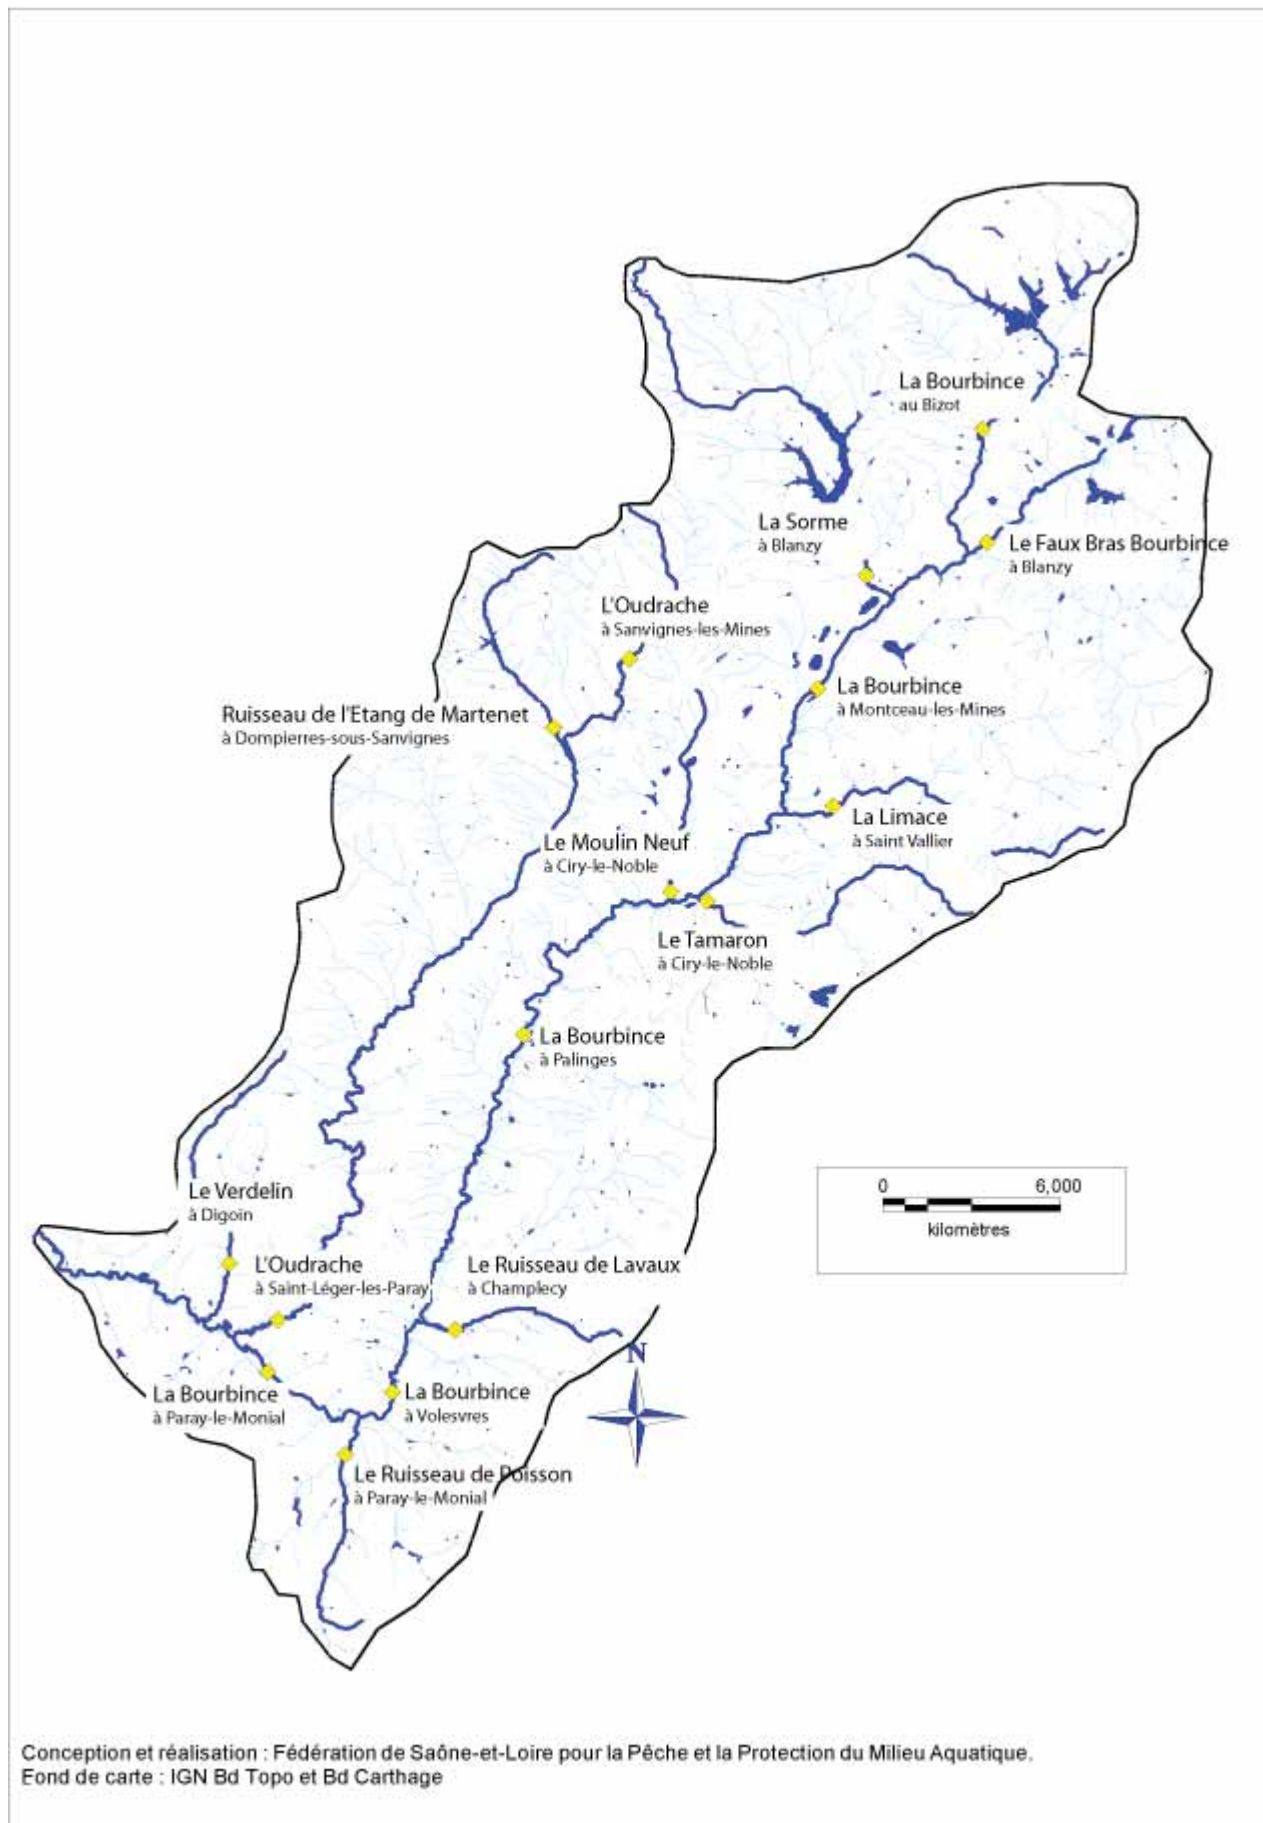 La Bourbince
au Bizot
La Sorme
à Blanzy
Le Faux Bras Bourbince
à Blanzy
L'Oudrache
à Sanvignes-les-Mines
La Bourbince
à Montceau-les-Mines
Ruisseau de l'Etang de Martenet
à Dompierres-sous-Sanvignes
La Limace
à Saint Vallier
Le Moulin Neuf
à Ciry-le-Noble
Le Tamaron
à Ciry-le-Noble
La Bourbince
à Palinges
0 6,000
kilomètres
Le Verdelin
à Digoin
L'Oudrache
à Saint-Léger-les-Paray
Le Ruisseau de Lavaux
à Champlecy
N
La Bourbince
à Paray-le-Monial
La Bourbince
à Volesvres
Le Ruisseau de Poisson
à Paray-le-Monial
Conception et réalisation : Fédération de Saône-et-Loire pour la Pêche et la Protection du Milieu Aquatique.
Fond de carte : IGN Bd Topo et Bd Carthage